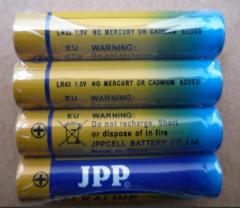 LR03 1.5V NO MERCURY OR CADMIUM ADDED
EU WARNING:
LR03 1.5V NO MERCURY OR CADMIUM ADDED
EU WARNING:
EU WARNING:
Do not recharge, Short
or dispose of in fire
JPPCELL BATTERY CO.,Ltd.
JPP®
ALKALINE